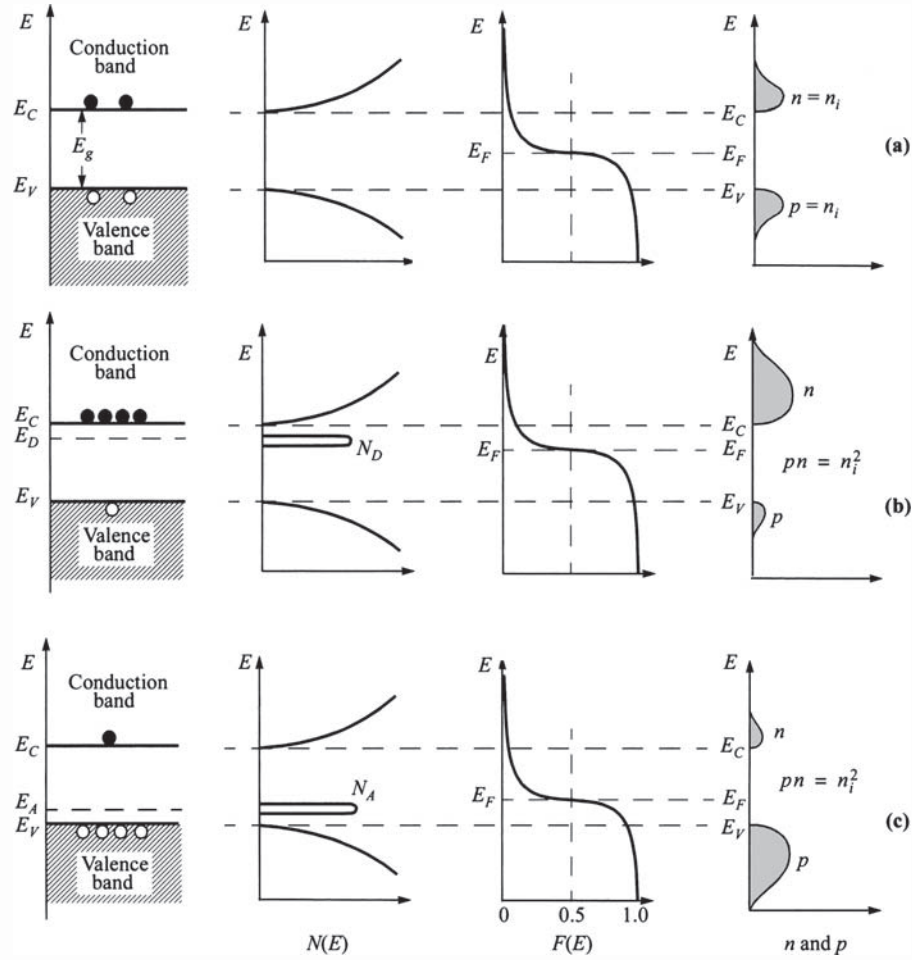 E
Conduction
band
E_C
E_g
E_V
Valence
band
E
E
E_F
E
E_C
E_F
E_V
n = n_i
p = n_i
(a)
E
Conduction
band
E_C
E_D
E_V
Valence
band
E
N_D
E
E_F
E
n
E_C
E_F
pn = n_i^2
E_V
p
(b)
E
Conduction
band
E_C
E_A
E_V
Valence
band
E
N_A
E
E_F
0 0.5 1.0
E
n
E_C
pn = n_i^2
E_F
E_V
p
(c)
N(E) F(E) n and p